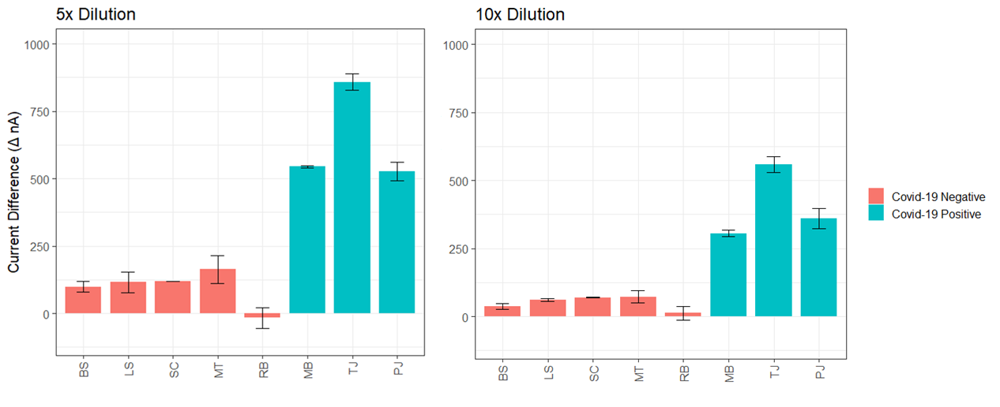 5x Dilution
10x Dilution
Current Difference (Δ nA)
1000
750
500
250
0
BS LS SC MT RB MB TJ PJ
1000
750
500
250
0
BS LS SC MT RB MB TJ PJ
Covid-19 Negative
Covid-19 Positive